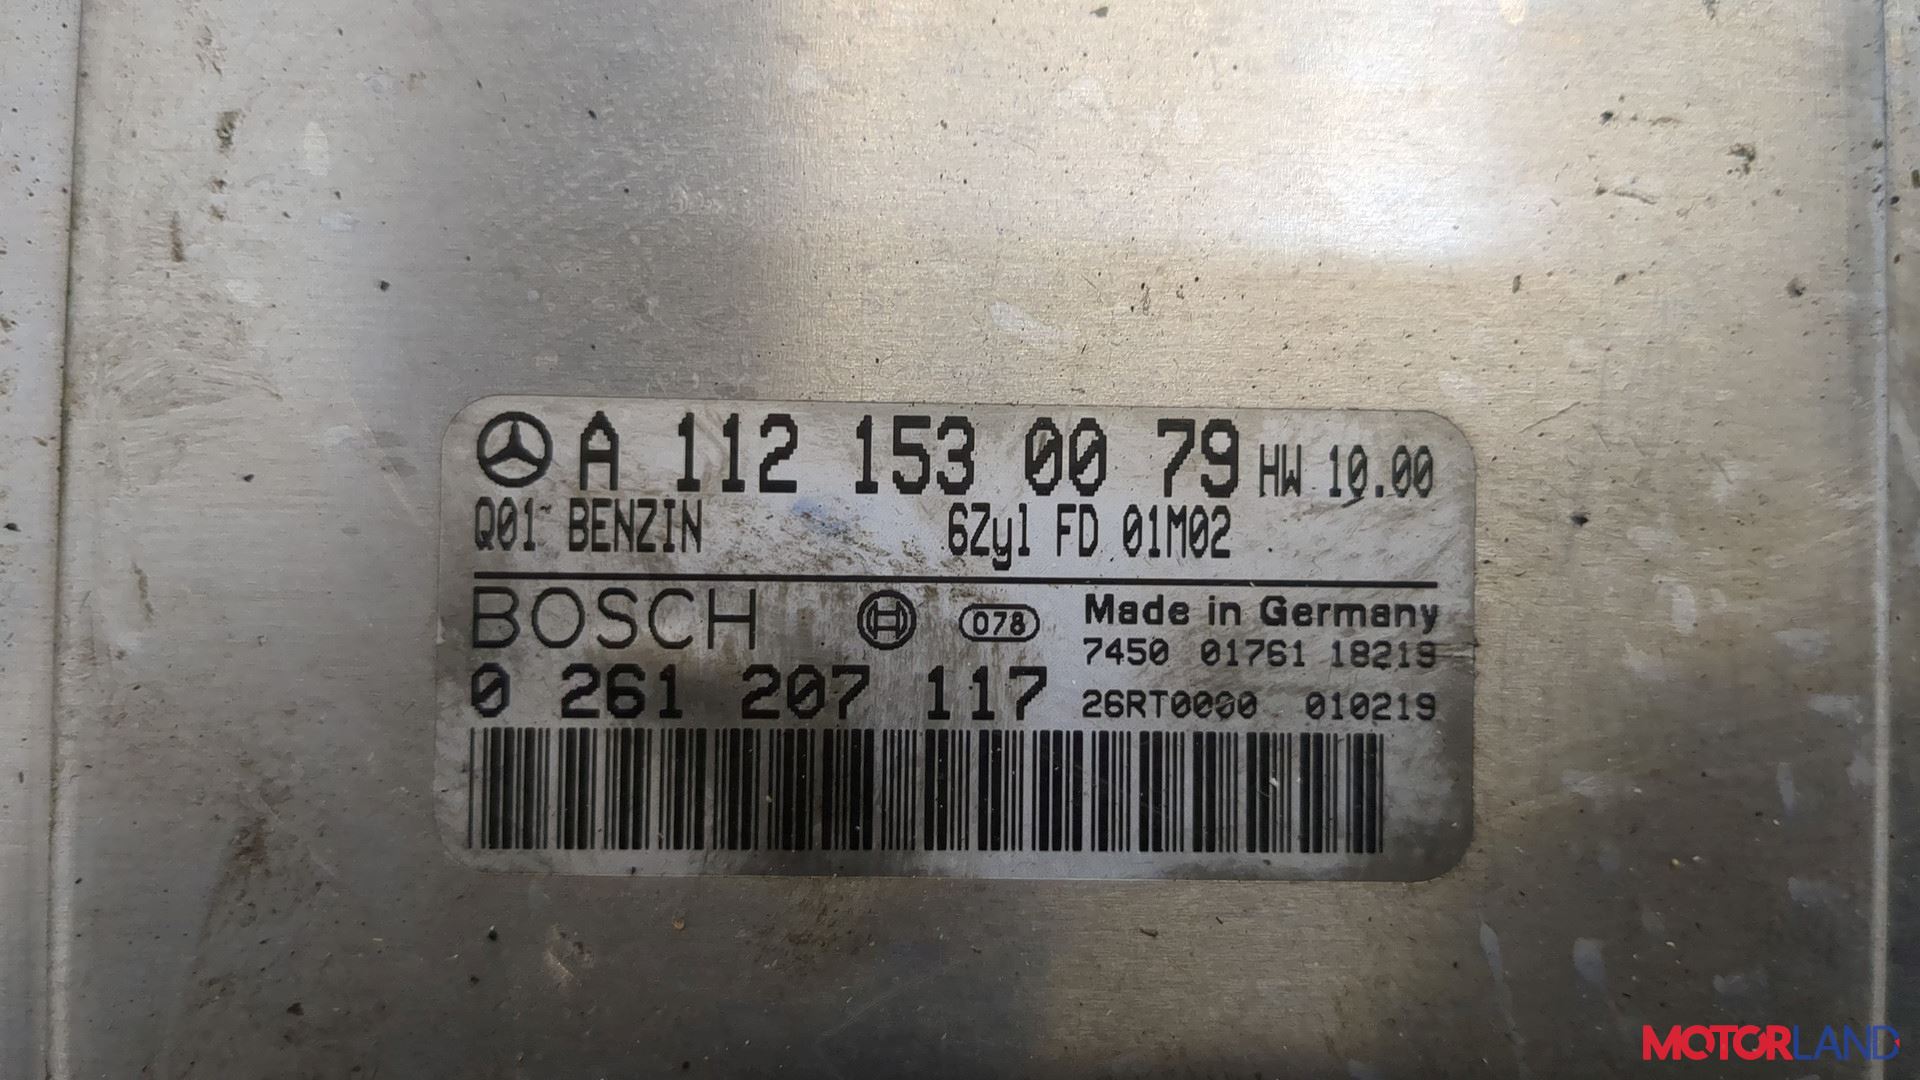 A 112 153 00 79 HW 10.00
Q01 BENZIN 6Zyl FD 01M02
BOSCH 078 Made in Germany
7450 01761 18219
0 261 207 117 26RT0000 010219
MOTORLAND